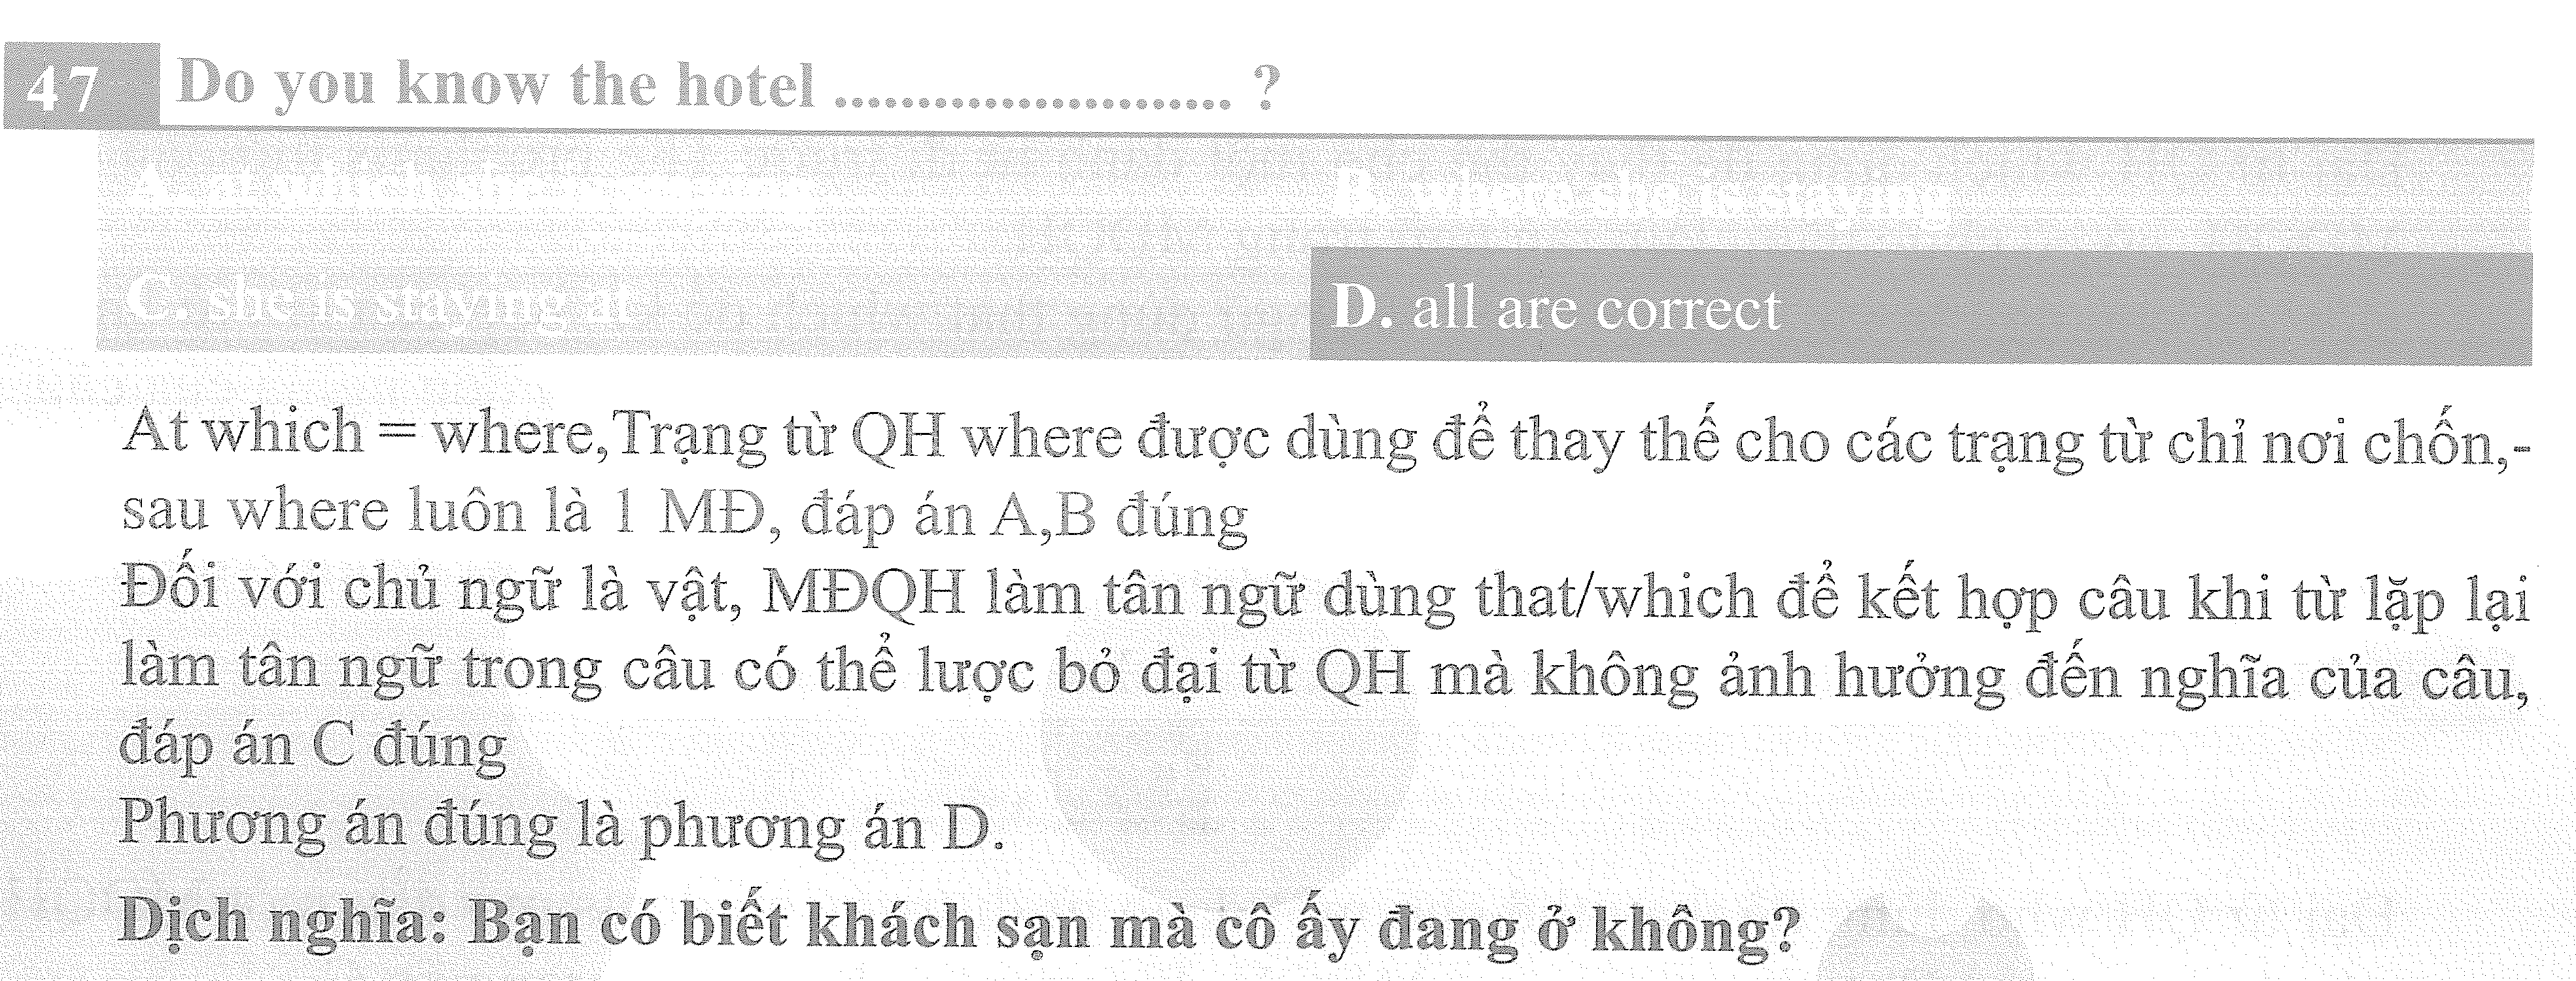 47 Do you know the hotel ........................ ?
A. at which she is staying
B. where she is staying
C. she is staying at
D. all are correct
At which = where,Trạng từ QH where được dùng để thay thế cho các trạng từ chỉ nơi chốn,-
sau where luôn là 1 MĐ, đáp án A,B đúng
Đối với chủ ngữ là vật, MĐQH làm tân ngữ dùng that/which để kết hợp câu khi từ lặp lại
làm tân ngữ trong câu có thể lược bỏ đại từ QH mà không ảnh hưởng đến nghĩa của câu,
đáp án C đúng
Phương án đúng là phương án D.
Dịch nghĩa: Bạn có biết khách sạn mà cô ấy đang ở không?